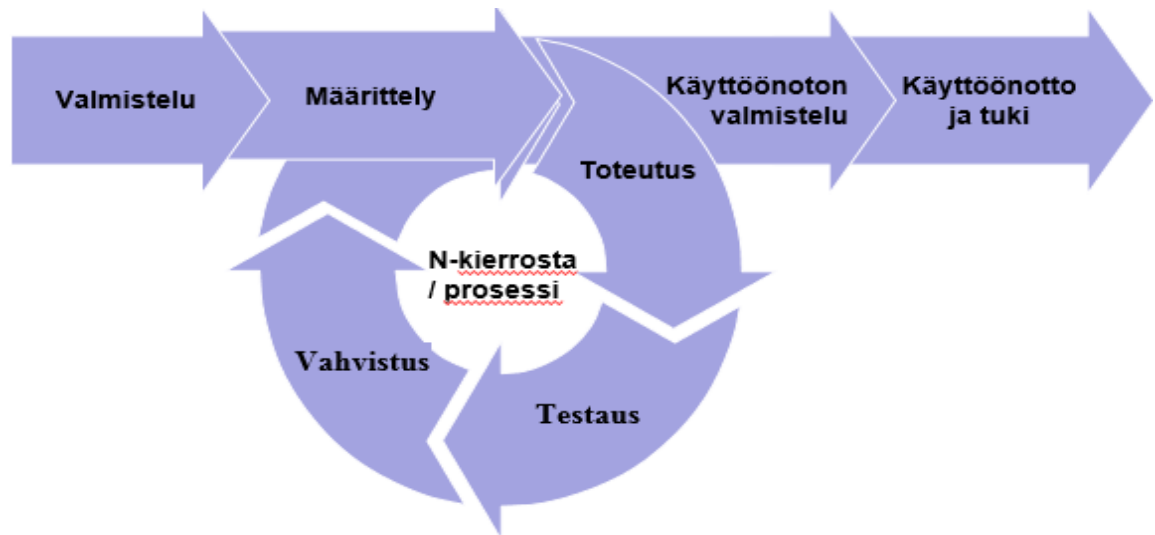 Valmistelu
Määrittely
Käyttöönoton
valmistelu
Käyttöönotto
ja tuki
Toteutus
N-kierrosta
/ prosessi
Vahvistus
Testaus